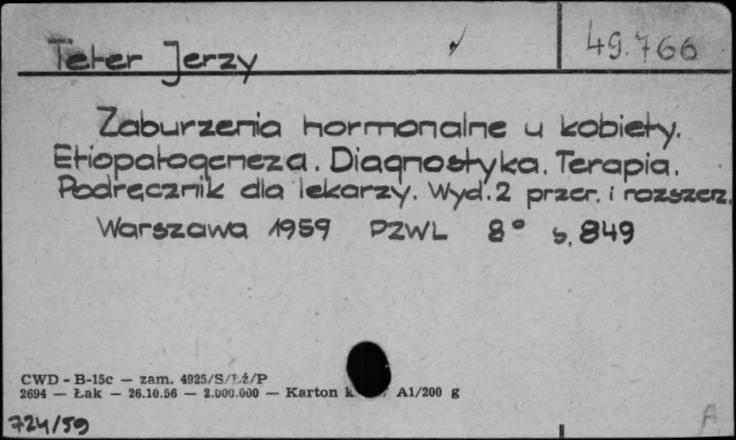 Teter Jerzy
49.766
Zaburzenia hormonalne u kobiety.
Etiopatogeneza. Diagnostyka. Terapia.
Podręcznik dla lekarzy. Wyd. 2 przer. i rozszerz.
Warszawa 1959 PZWL 8° s. 849
CWD - B-15c — zam. 4925/S/Łź/P
2694 — Łak — 26.10.56 — 2.000.000 — Karton A1/200 g
724/59
A